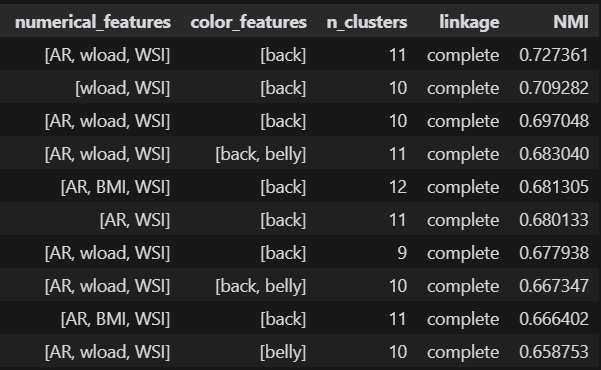 numerical_features color_features n_clusters linkage NMI
[AR, wload, WSI] [back] 11 complete 0.727361
[wload, WSI] [back] 10 complete 0.709282
[AR, wload, WSI] [back] 10 complete 0.697048
[AR, wload, WSI] [back, belly] 11 complete 0.683040
[AR, BMI, WSI] [back] 12 complete 0.681305
[AR, WSI] [back] 11 complete 0.680133
[AR, wload, WSI] [back] 9 complete 0.677938
[AR, wload, WSI] [back, belly] 10 complete 0.667347
[AR, BMI, WSI] [back] 11 complete 0.666402
[AR, wload, WSI] [belly] 10 complete 0.658753